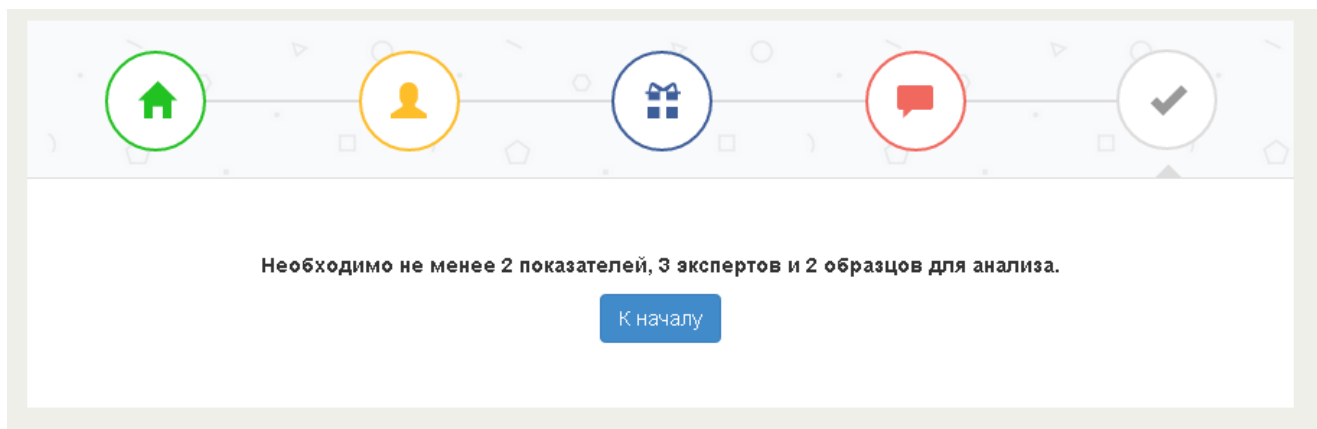 Необходимо не менее 2 показателей, 3 экспертов и 2 образцов для анализа.
К началу